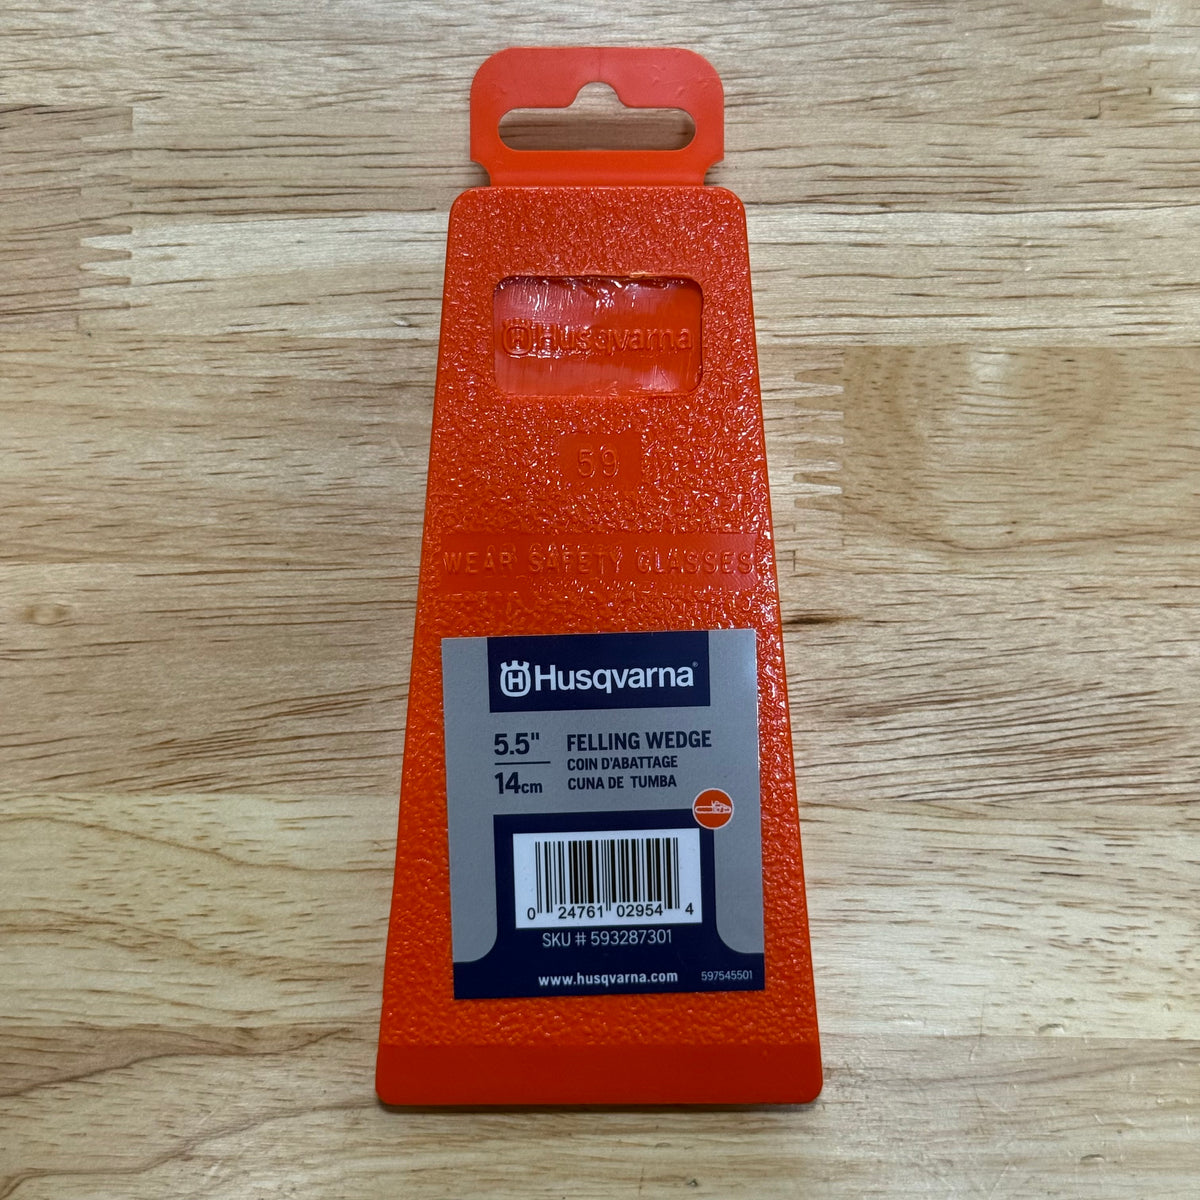 Husqvarna
59
WEAR SAFETY GLASSES
Husqvarna®
5.5"
14cm
FELLING WEDGE
COIN D'ABATTAGE
CUNA DE TUMBA
0 24761 02954 4
SKU # 593287301
www.husqvarna.com
597545501